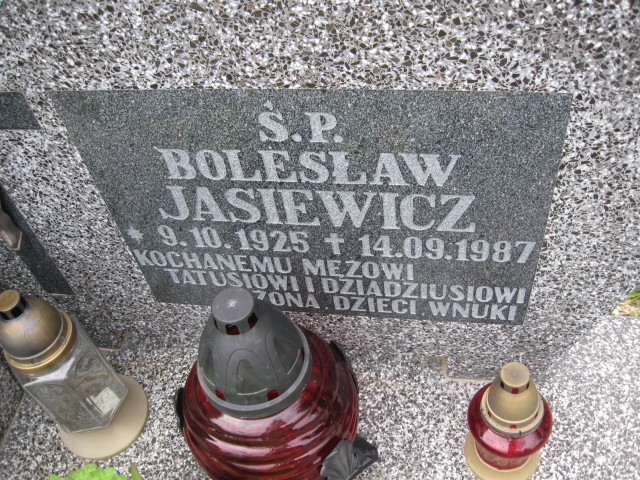 Ś.P.
BOLESŁAW
JASIEWICZ
* 9.10.1925 ✝ 14.09.1987
KOCHANEMU MĘŻOWI
TATUSIOWI I DZIADZIUSIOWI
ŻONA, DZIECI, WNUKI